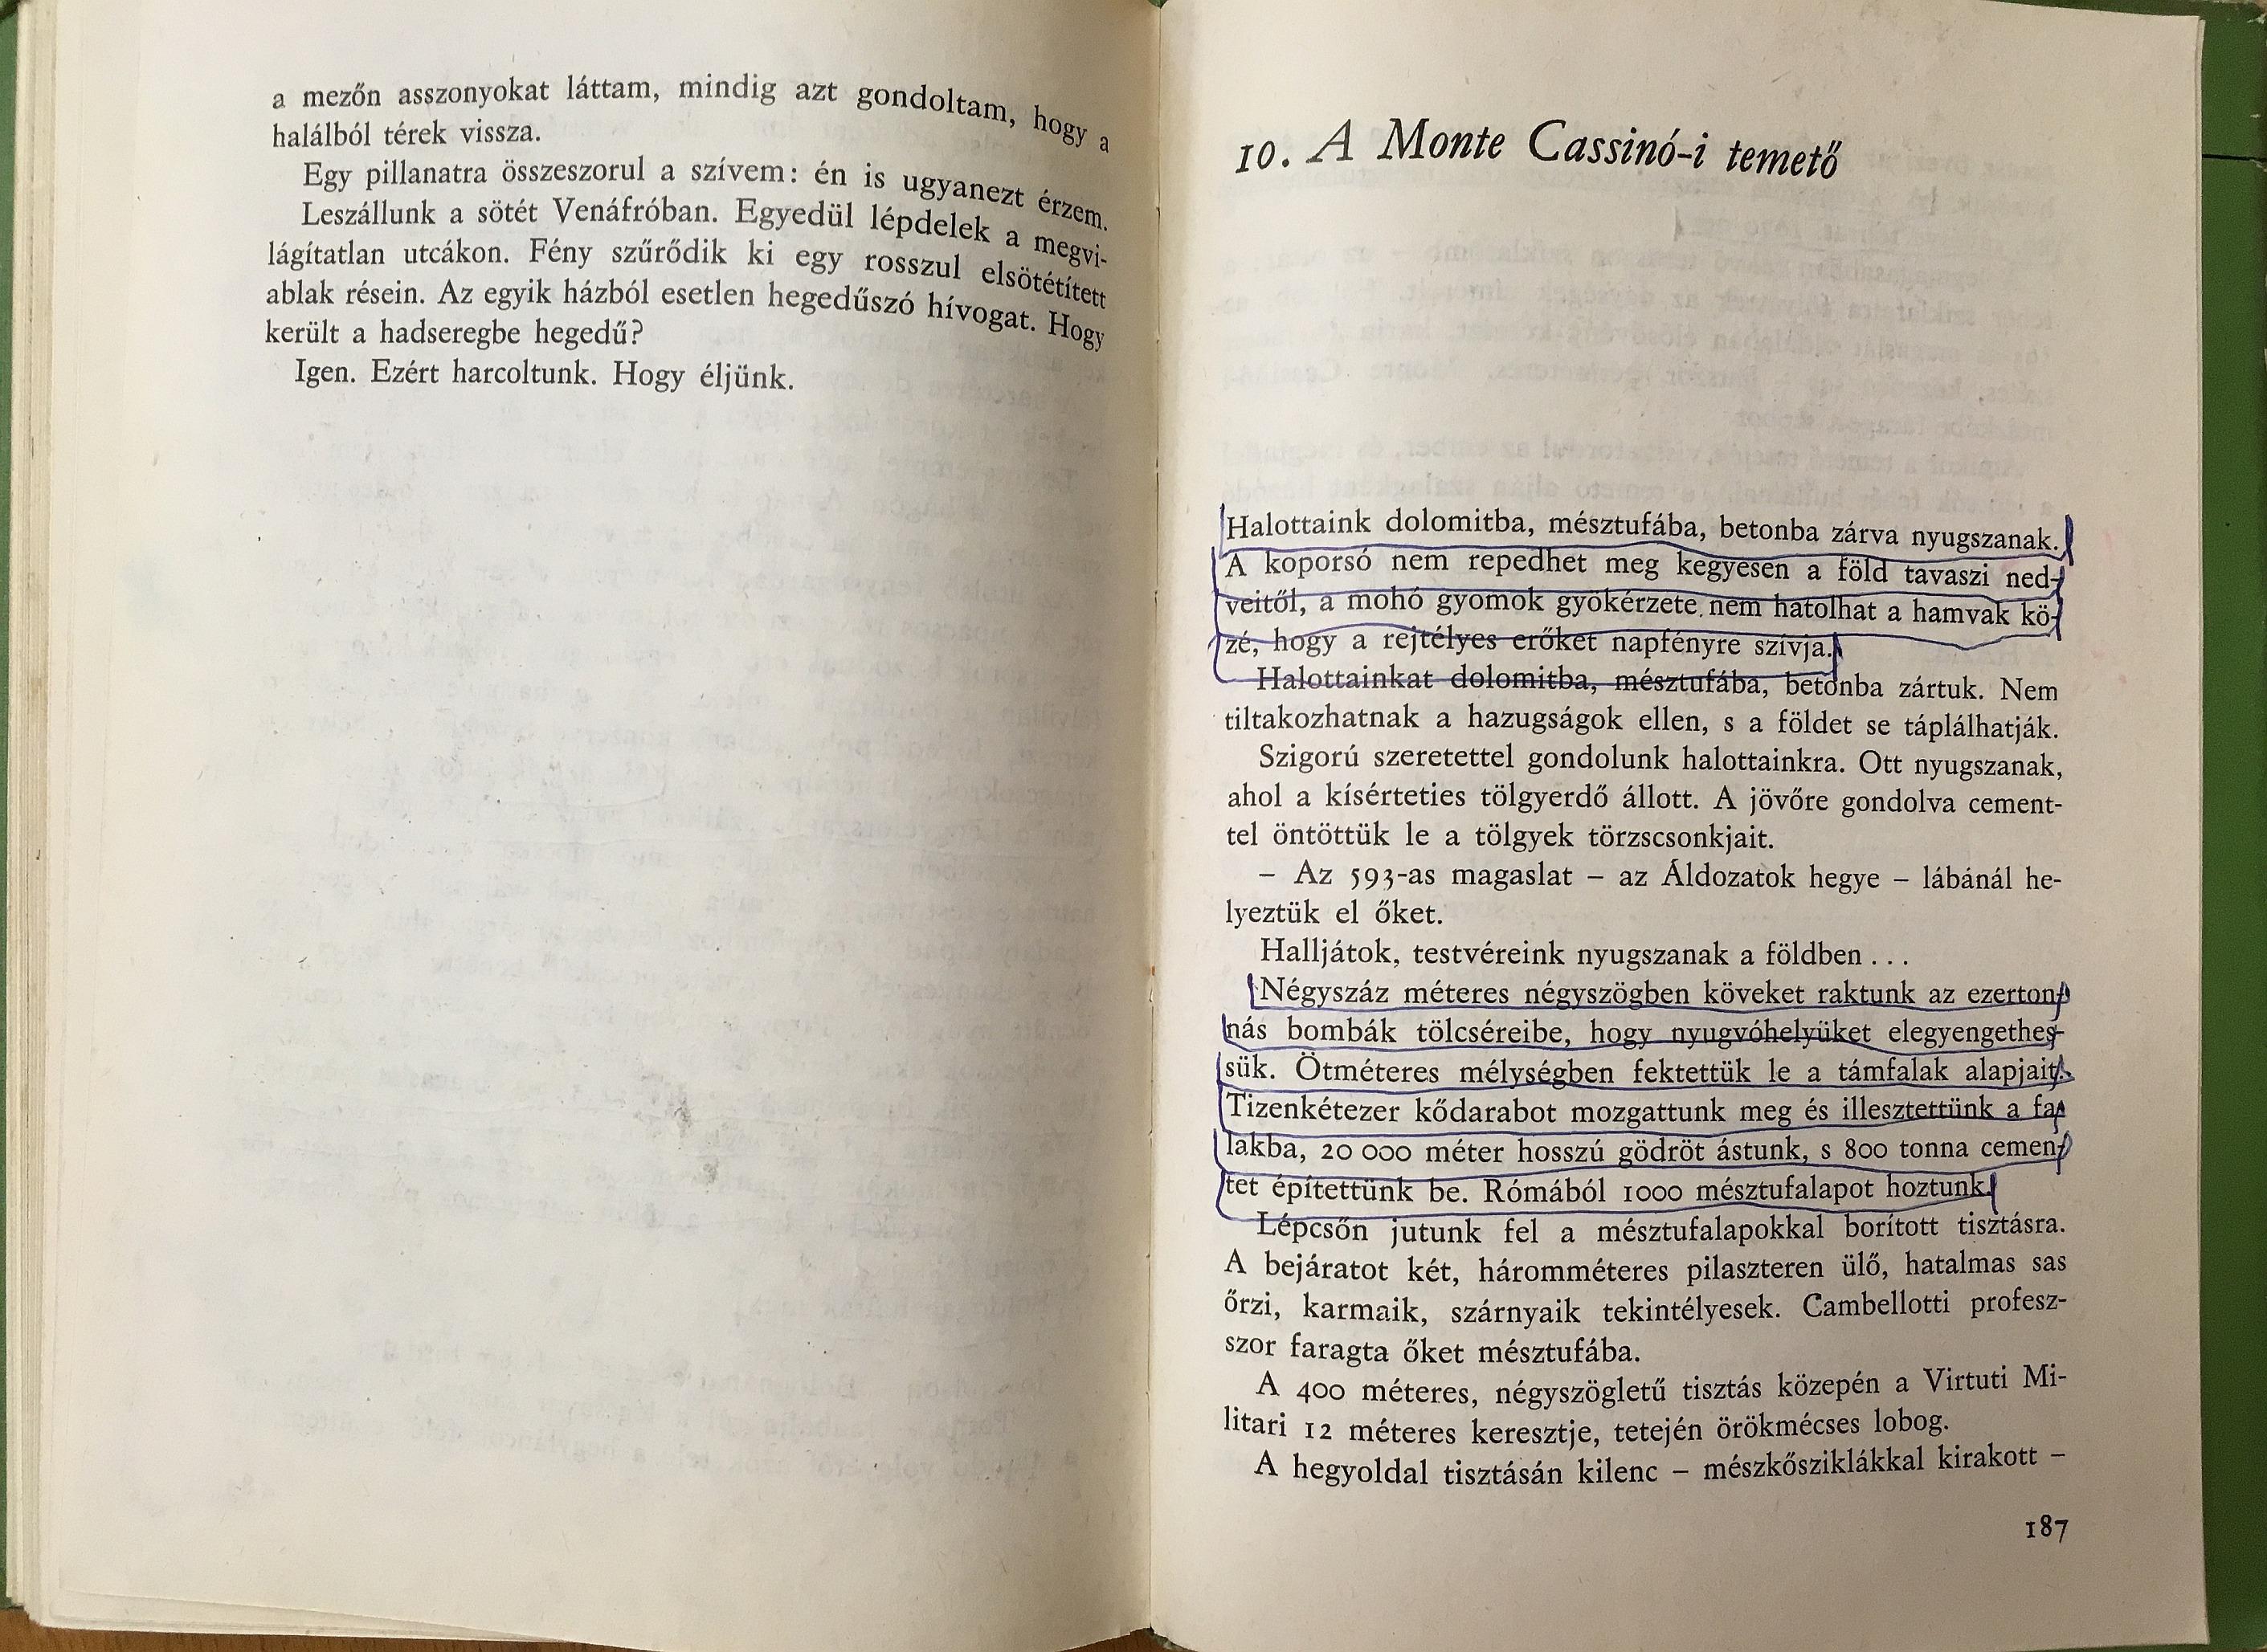 a mezőn asszonyokat láttam, mindig azt gondoltam, hogy a
halálból térek vissza.
Egy pillanatra összeszorul a szívem: én is ugyanezt érzem.
Leszállunk a sötét Venáfróban. Egyedül lépdelek a megvi-
lágítatlan utcákon. Fény szűrődik ki egy rosszul elsötétített
ablak résein. Az egyik házból esetlen hegedűszó hívogat. Hogy
került a hadseregbe hegedű?
Igen. Ezért harcoltunk. Hogy éljünk.
10. A Monte Cassinó-i temető
Halottaink dolomitba, mésztufába, betonba zárva nyugszanak.
A koporsó nem repedhet meg kegyesen a föld tavaszi ned-
veitől, a mohó gyomok gyökérzete nem hatolhat a hamvak kö-
zé, hogy a rejtélyes erőket napfényre szívja.
Halottainkat dolomitba, mésztufába, betonba zártuk. Nem
tiltakozhatnak a hazugságok ellen, s a földet se táplálhatják.
Szigorú szeretettel gondolunk halottainkra. Ott nyugszanak,
ahol a kísérteties tölgyerdő állott. A jövőre gondolva cement-
tel öntöttük le a tölgyek törzscsonkjait.
– Az 593-as magaslat – az Áldozatok hegye – lábánál he-
lyeztük el őket.
Halljátok, testvéreink nyugszanak a földben . . .
Négyszáz méteres négyszögben köveket raktunk az ezerton-
nás bombák tölcséreibe, hogy nyugvóhelyüket elegyengethes-
sük. Ötméteres mélységben fektettük le a támfalak alapjait.
Tizenkétezer kődarabot mozgattunk meg és illesztettünk a fa-
lakba, 20 000 méter hosszú gödröt ástunk, s 800 tonna cemen-
tet építettünk be. Rómából 1000 mésztufalapot hoztunk.
Lépcsőn jutunk fel a mésztufalapokkal borított tisztásra.
A bejáratot két, háromméteres pilaszteren ülő, hatalmas sas
őrzi, karmaik, szárnyaik tekintélyesek. Cambellotti profesz-
szor faragta őket mésztufába.
A 400 méteres, négyszögletű tisztás közepén a Virtuti Mi-
litari 12 méteres keresztje, tetején örökmécses lobog.
A hegyoldal tisztásán kilenc – mészkősziklákkal kirakott –
187